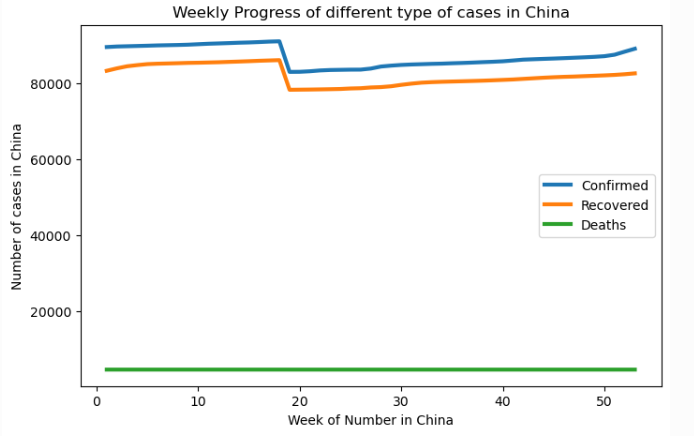 Weekly Progress of different type of cases in China
Number of cases in China
80000
60000
40000
20000
Confirmed
Recovered
Deaths
0 10 20 30 40 50
Week of Number in China